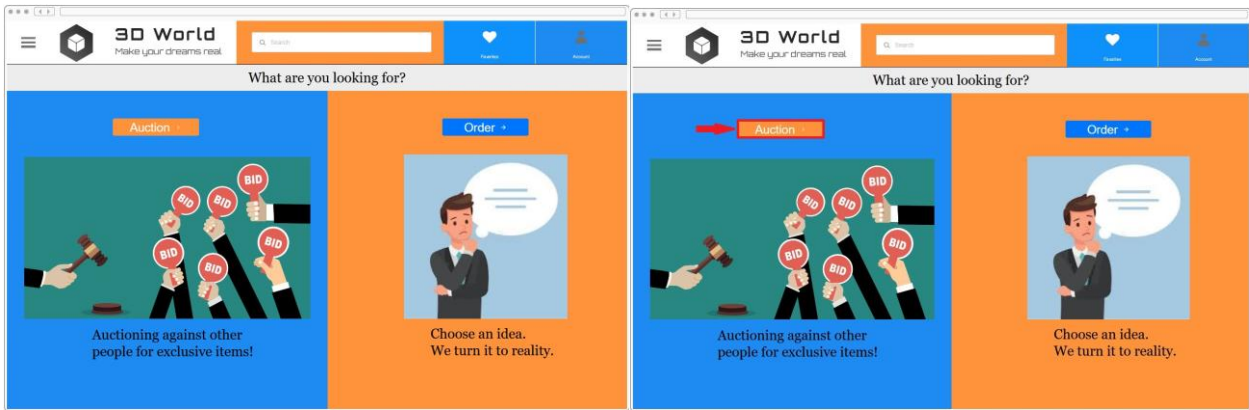 3D World
Make your dreams real
Search
Favorites
Account
What are you looking for?
Auction
Order →
BID
BID
BID
BID
BID
BID
Auctioning against other
people for exclusive items!
Choose an idea.
We turn it to reality.
3D World
Make your dreams real
Search
Favorites
Account
What are you looking for?
Auction
Order →
BID
BID
BID
BID
BID
BID
Auctioning against other
people for exclusive items!
Choose an idea.
We turn it to reality.